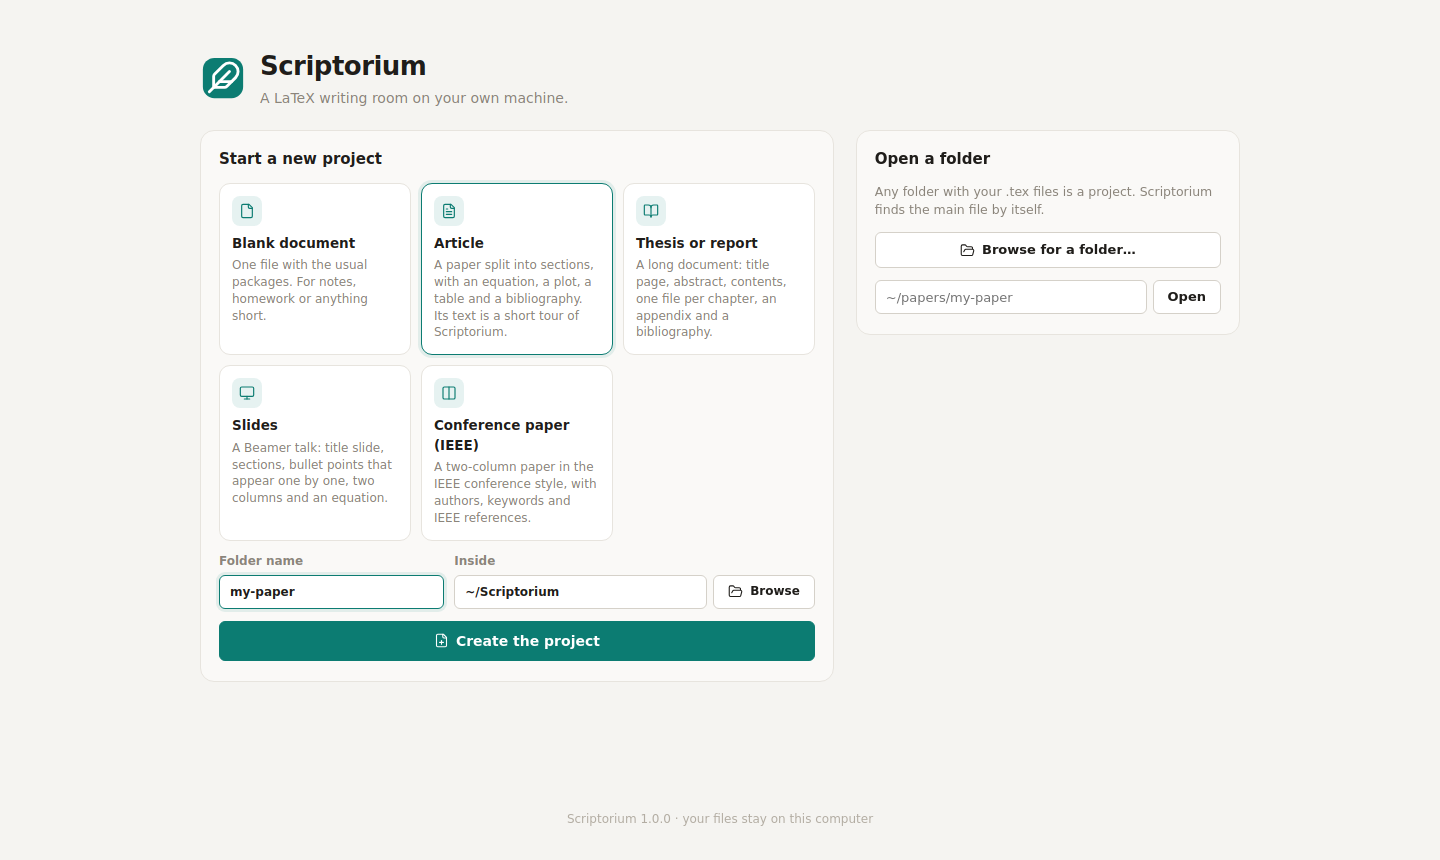 Scriptorium
A LaTeX writing room on your own machine.
Start a new project
Blank document
One file with the usual
packages. For notes,
homework or anything
short.
Article
A paper split into sections,
with an equation, a plot, a
table and a bibliography.
Its text is a short tour of
Scriptorium.
Thesis or report
A long document: title
page, abstract, contents,
one file per chapter, an
appendix and a
bibliography.
Slides
A Beamer talk: title slide,
sections, bullet points that
appear one by one, two
columns and an equation.
Conference paper
(IEEE)
A two-column paper in the
IEEE conference style, with
authors, keywords and
IEEE references.
Folder name
my-paper
Inside
~/Scriptorium
Browse
Create the project
Open a folder
Any folder with your .tex files is a project. Scriptorium
finds the main file by itself.
Browse for a folder…
~/papers/my-paper
Open
Scriptorium 1.0.0 · your files stay on this computer